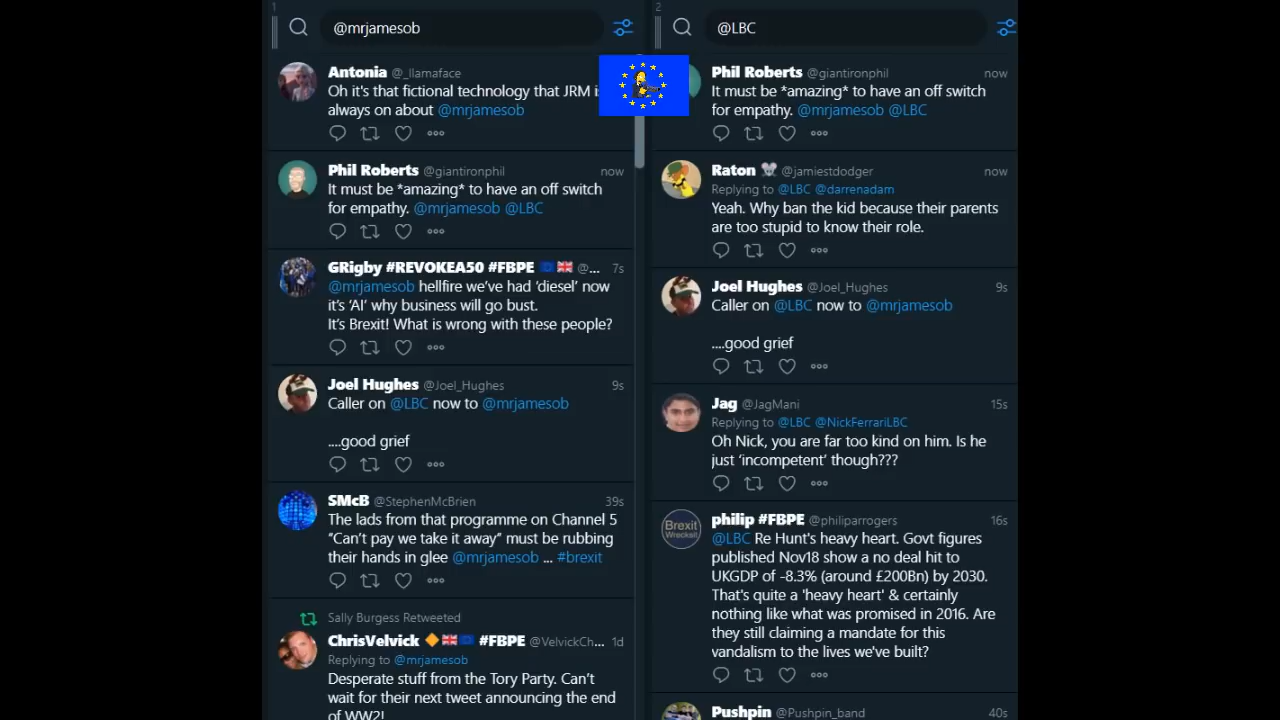 1
@mrjamesob
Antonia @_llamaface
Oh it's that fictional technology that JRM is
always on about @mrjamesob
Phil Roberts @giantironphil now
It must be *amazing* to have an off switch
for empathy. @mrjamesob @LBC
GRigby #REVOKEA50 #FBPE @... 7s
@mrjamesob hellfire we've had ‘diesel’ now
it's ‘AI’ why business will go bust.
It's Brexit! What is wrong with these people?
Joel Hughes @Joel_Hughes 9s
Caller on @LBC now to @mrjamesob
....good grief
SMcB @StephenMcBrien 39s
The lads from that programme on Channel 5
“Can’t pay we take it away” must be rubbing
their hands in glee @mrjamesob ... #brexit
Sally Burgess Retweeted
ChrisVelvick #FBPE @VelvickCh... 1d
Replying to @mrjamesob
Desperate stuff from the Tory Party. Can't
wait for their next tweet announcing the end
of WW2!
2
@LBC
Phil Roberts @giantironphil now
It must be *amazing* to have an off switch
for empathy. @mrjamesob @LBC
Raton @jamiestdodger now
Replying to @LBC @darrenadam
Yeah. Why ban the kid because their parents
are too stupid to know their role.
Joel Hughes @Joel_Hughes 9s
Caller on @LBC now to @mrjamesob
....good grief
Jag @JagMani 15s
Replying to @LBC @NickFerrariLBC
Oh Nick, you are far too kind on him. Is he
just ‘incompetent’ though???
Brexit
Wrecksit
philip #FBPE @philiparrogers 16s
@LBC Re Hunt's heavy heart. Govt figures
published Nov18 show a no deal hit to
UKGDP of -8.3% (around £200Bn) by 2030.
That's quite a 'heavy heart' & certainly
nothing like what was promised in 2016. Are
they still claiming a mandate for this
vandalism to the lives we've built?
Pushpin @Pushpin_band 40s